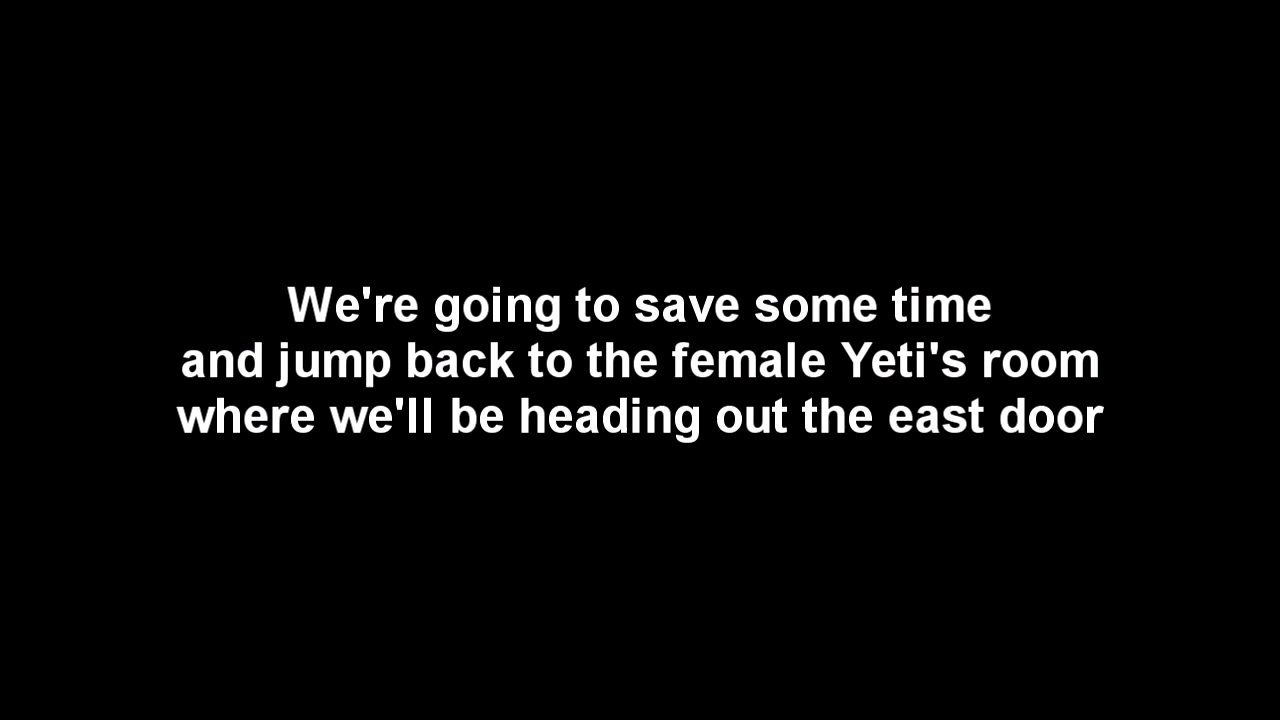 We're going to save some time
and jump back to the female Yeti's room
where we'll be heading out the east door